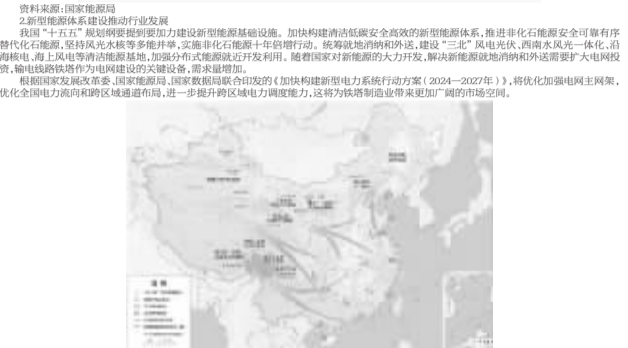 资料来源：国家能源局
2.新型能源体系建设推动行业发展
我国“十五五”规划纲要提到要加力建设新型能源基础设施。加快构建清洁低碳安全高效的新型能源体系，推进非化石能源安全可靠有序
替代化石能源，坚持风光水核等多能并举，实施非化石能源十年倍增行动。统筹就地消纳和外送，建设“三北”风电光伏、西南水风光一体化、沿
海核电、海上风电等清洁能源基地，加强分布式能源就近开发利用。随着国家对新能源的大力开发，解决新能源就地消纳和外送需要扩大电网投
资，输电线路铁塔作为电网建设的关键设备，需求量增加。
根据国家发展改革委、国家能源局、国家数据局联合印发的《加快构建新型电力系统行动方案（2024—2027年）》，将优化加强电网主网架，
优化全国电力流向和跨区域通道布局，进一步提升跨区域电力调度能力，这将为铁塔制造业带来更加广阔的市场空间。